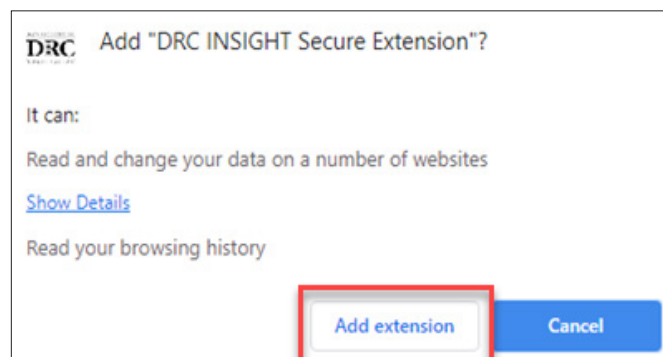 DRC
Add "DRC INSIGHT Secure Extension"?
It can:
Read and change your data on a number of websites
Show Details
Read your browsing history
Add extension
Cancel